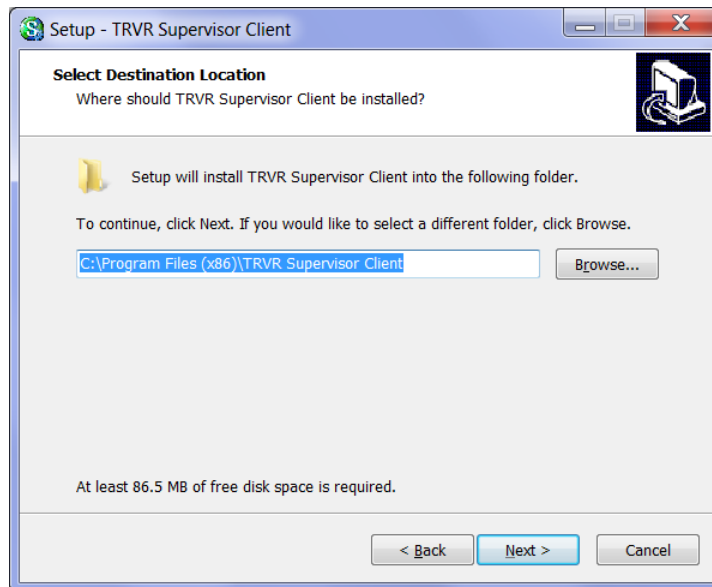 Setup - TRVR Supervisor Client
Select Destination Location
Where should TRVR Supervisor Client be installed?
Setup will install TRVR Supervisor Client into the following folder.
To continue, click Next. If you would like to select a different folder, click Browse.
C:\Program Files (x86)\TRVR Supervisor Client
Browse...
At least 86.5 MB of free disk space is required.
< Back Next > Cancel